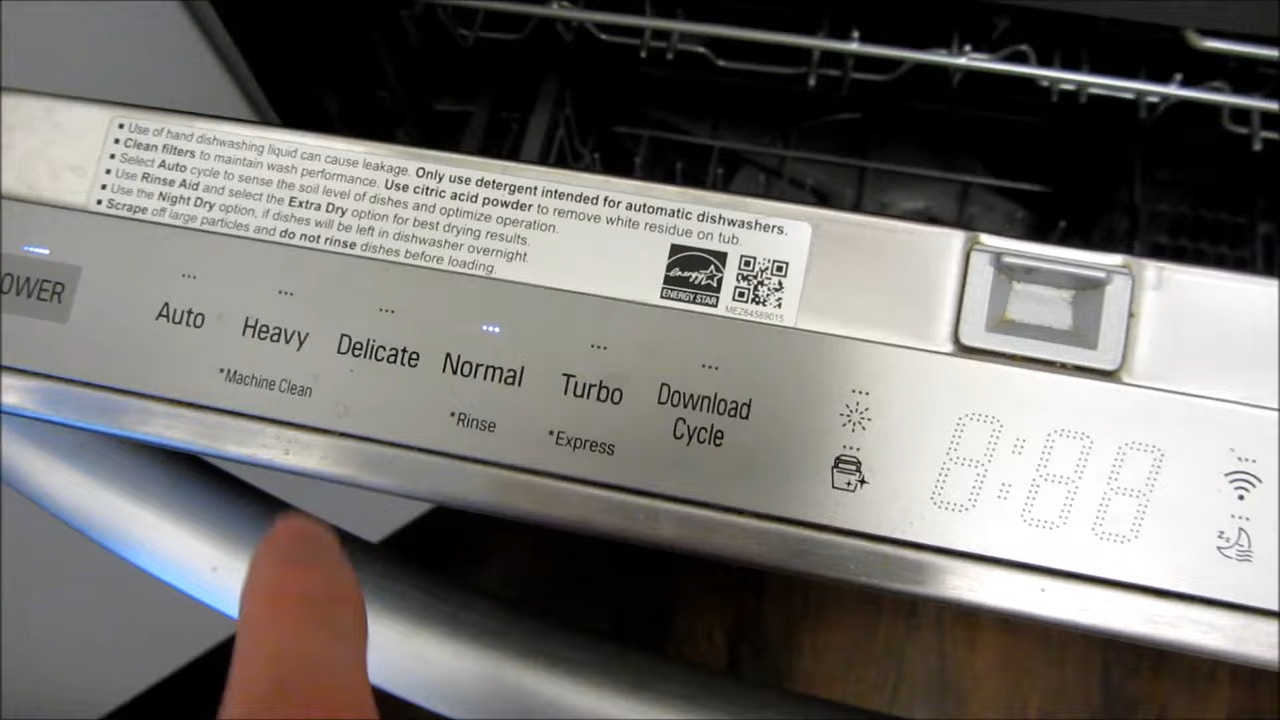 ▪ Use of hand dishwashing liquid can cause leakage. Only use detergent intended for automatic dishwashers.
▪ Clean filters to maintain wash performance. Use citric acid powder to remove white residue on tub.
▪ Select Auto cycle to sense the soil level of dishes and optimize operation.
▪ Use Rinse Aid and select the Extra Dry option for best drying results.
▪ Use the Night Dry option, if dishes will be left in dishwasher overnight.
▪ Scrape off large particles and do not rinse dishes before loading.
energy
ENERGY STAR
MEZ64589015
OWER
Auto
Heavy
Delicate
Normal
Turbo
Download
Cycle
*Machine Clean
*Rinse
*Express
8:88